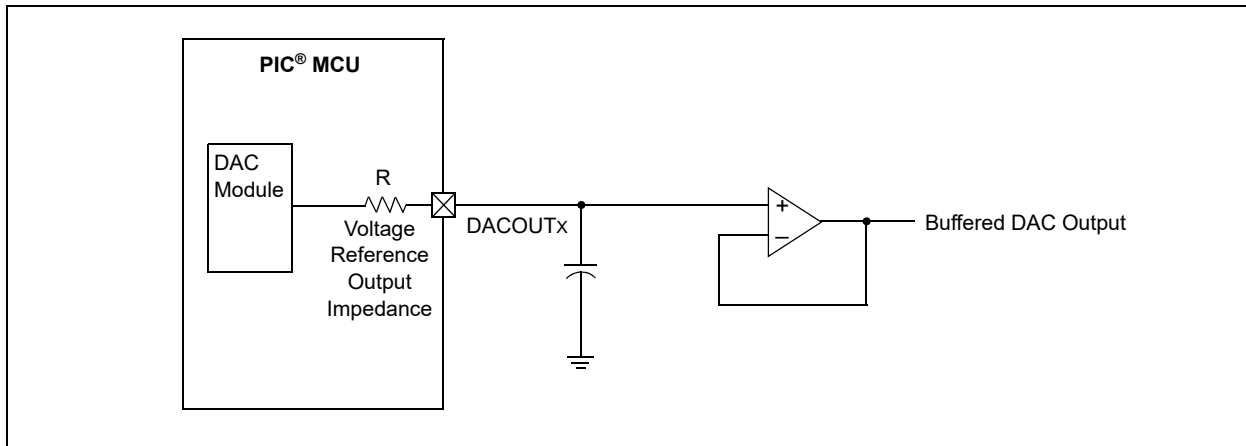 PIC® MCU
DAC
Module
R
Voltage
Reference
Output
Impedance
DACOUTx
+
–
Buffered DAC Output